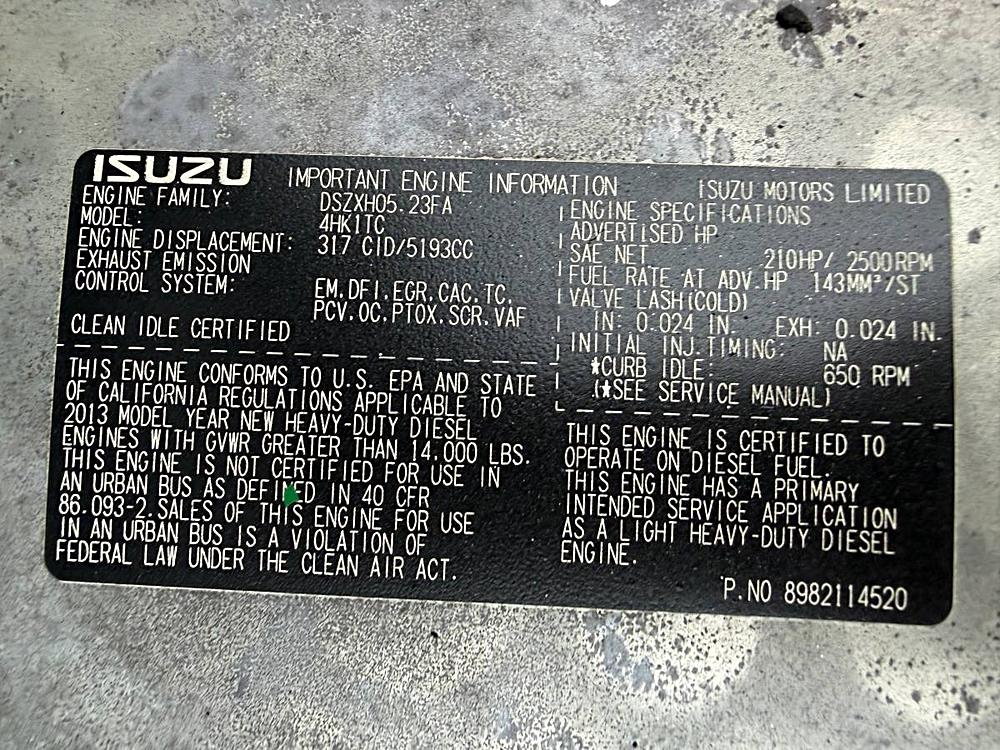 ISUZU IMPORTANT ENGINE INFORMATION ISUZU MOTORS LIMITED
ENGINE FAMILY: DSZXH05.23FA
MODEL: 4HK1TC
ENGINE DISPLACEMENT: 317 CID/5193CC
EXHAUST EMISSION
CONTROL SYSTEM: EM.DFI.EGR.CAC.TC.
PCV.OC.PTOX.SCR.VAF
CLEAN IDLE CERTIFIED
THIS ENGINE CONFORMS TO U.S. EPA AND STATE
OF CALIFORNIA REGULATIONS APPLICABLE TO
2013 MODEL YEAR NEW HEAVY-DUTY DIESEL
ENGINES WITH GVWR GREATER THAN 14.000 LBS.
THIS ENGINE IS NOT CERTIFIED FOR USE IN
AN URBAN BUS AS DEFINED IN 40 CFR
86.093-2.SALES OF THIS ENGINE FOR USE
IN AN URBAN BUS IS A VIOLATION OF
FEDERAL LAW UNDER THE CLEAN AIR ACT.
ENGINE SPECIFICATIONS
ADVERTISED HP
SAE NET 210HP/ 2500RPM
FUEL RATE AT ADV.HP 143MM³/ST
VALVE LASH(COLD)
IN: 0.024 IN. EXH: 0.024 IN.
INITIAL INJ.TIMING: NA
*CURB IDLE: 650 RPM
(*SEE SERVICE MANUAL)
THIS ENGINE IS CERTIFIED TO
OPERATE ON DIESEL FUEL.
THIS ENGINE HAS A PRIMARY
INTENDED SERVICE APPLICATION
AS A LIGHT HEAVY-DUTY DIESEL
ENGINE.
P.NO 8982114520